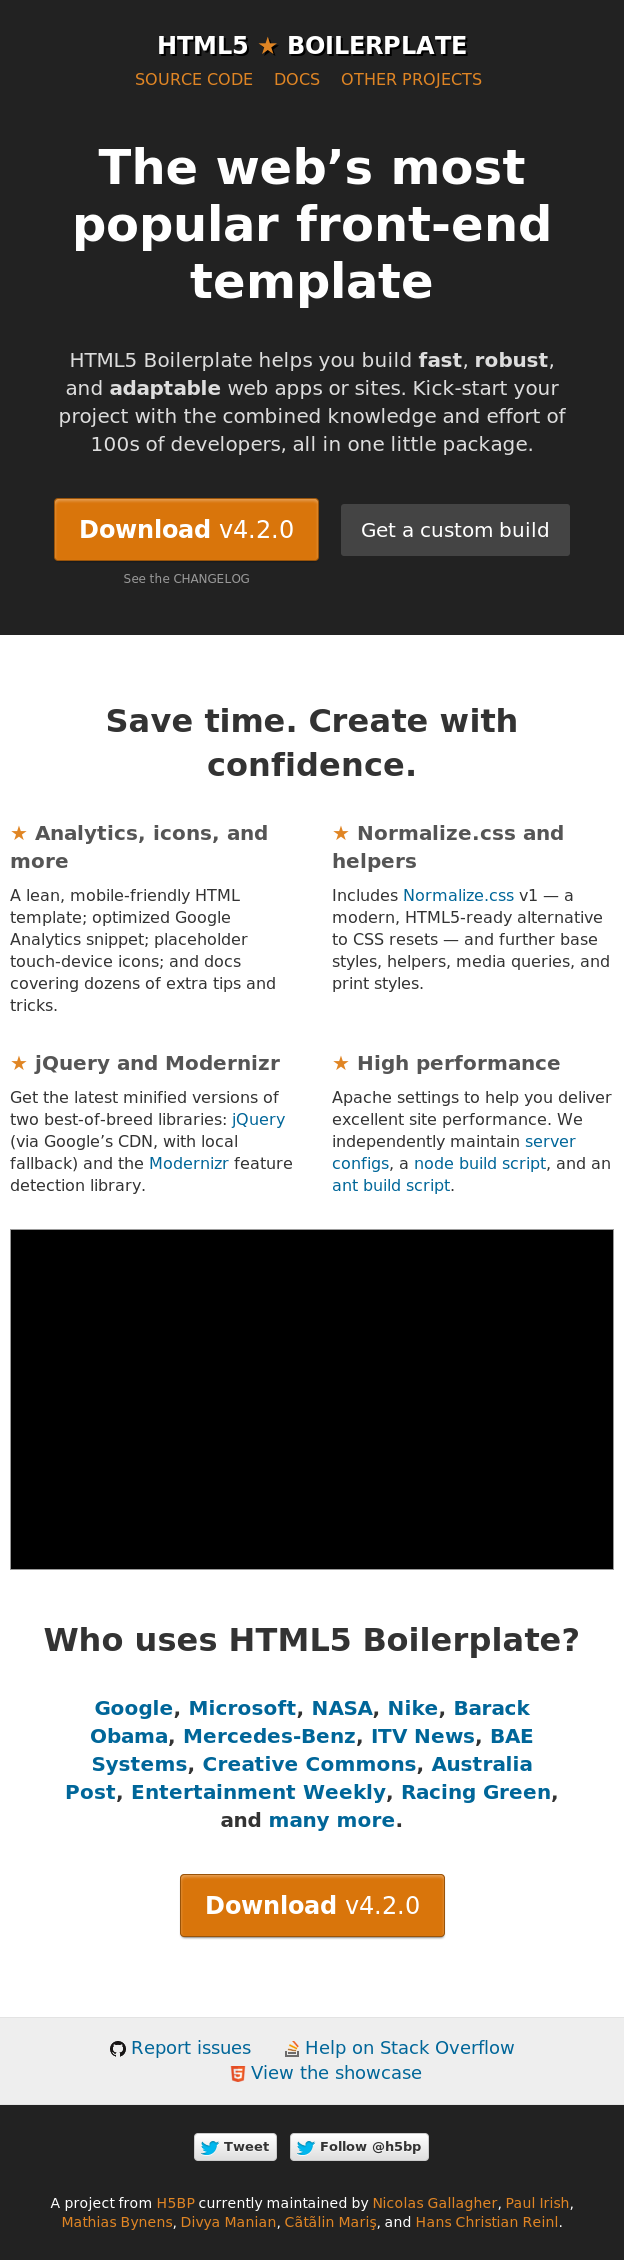 HTML5 ★ BOILERPLATE
SOURCE CODE DOCS OTHER PROJECTS
The web’s most
popular front-end
template
HTML5 Boilerplate helps you build fast, robust,
and adaptable web apps or sites. Kick-start your
project with the combined knowledge and effort of
100s of developers, all in one little package.
Download v4.2.0
Get a custom build
See the CHANGELOG
Save time. Create with
confidence.
★ Analytics, icons, and
more
A lean, mobile-friendly HTML
template; optimized Google
Analytics snippet; placeholder
touch-device icons; and docs
covering dozens of extra tips and
tricks.
★ Normalize.css and
helpers
Includes Normalize.css v1 — a
modern, HTML5-ready alternative
to CSS resets — and further base
styles, helpers, media queries, and
print styles.
★ jQuery and Modernizr
Get the latest minified versions of
two best-of-breed libraries: jQuery
(via Google’s CDN, with local
fallback) and the Modernizr feature
detection library.
★ High performance
Apache settings to help you deliver
excellent site performance. We
independently maintain server
configs, a node build script, and an
ant build script.
Who uses HTML5 Boilerplate?
Google, Microsoft, NASA, Nike, Barack
Obama, Mercedes-Benz, ITV News, BAE
Systems, Creative Commons, Australia
Post, Entertainment Weekly, Racing Green,
and many more.
Download v4.2.0
Report issues Help on Stack Overflow
View the showcase
Tweet Follow @h5bp
A project from H5BP currently maintained by Nicolas Gallagher, Paul Irish,
Mathias Bynens, Divya Manian, Cãtãlin Mariş, and Hans Christian Reinl.